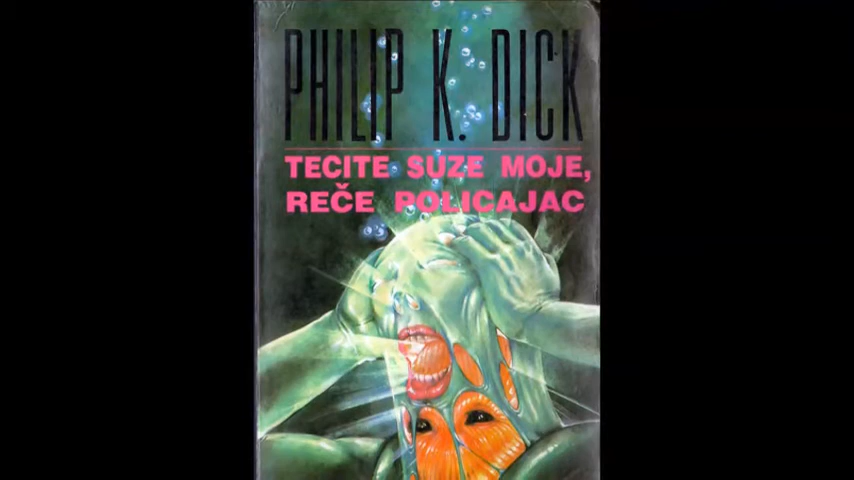 PHILIP K. DICK
TECITE SUZE MOJE,
REČE POLICAJAC